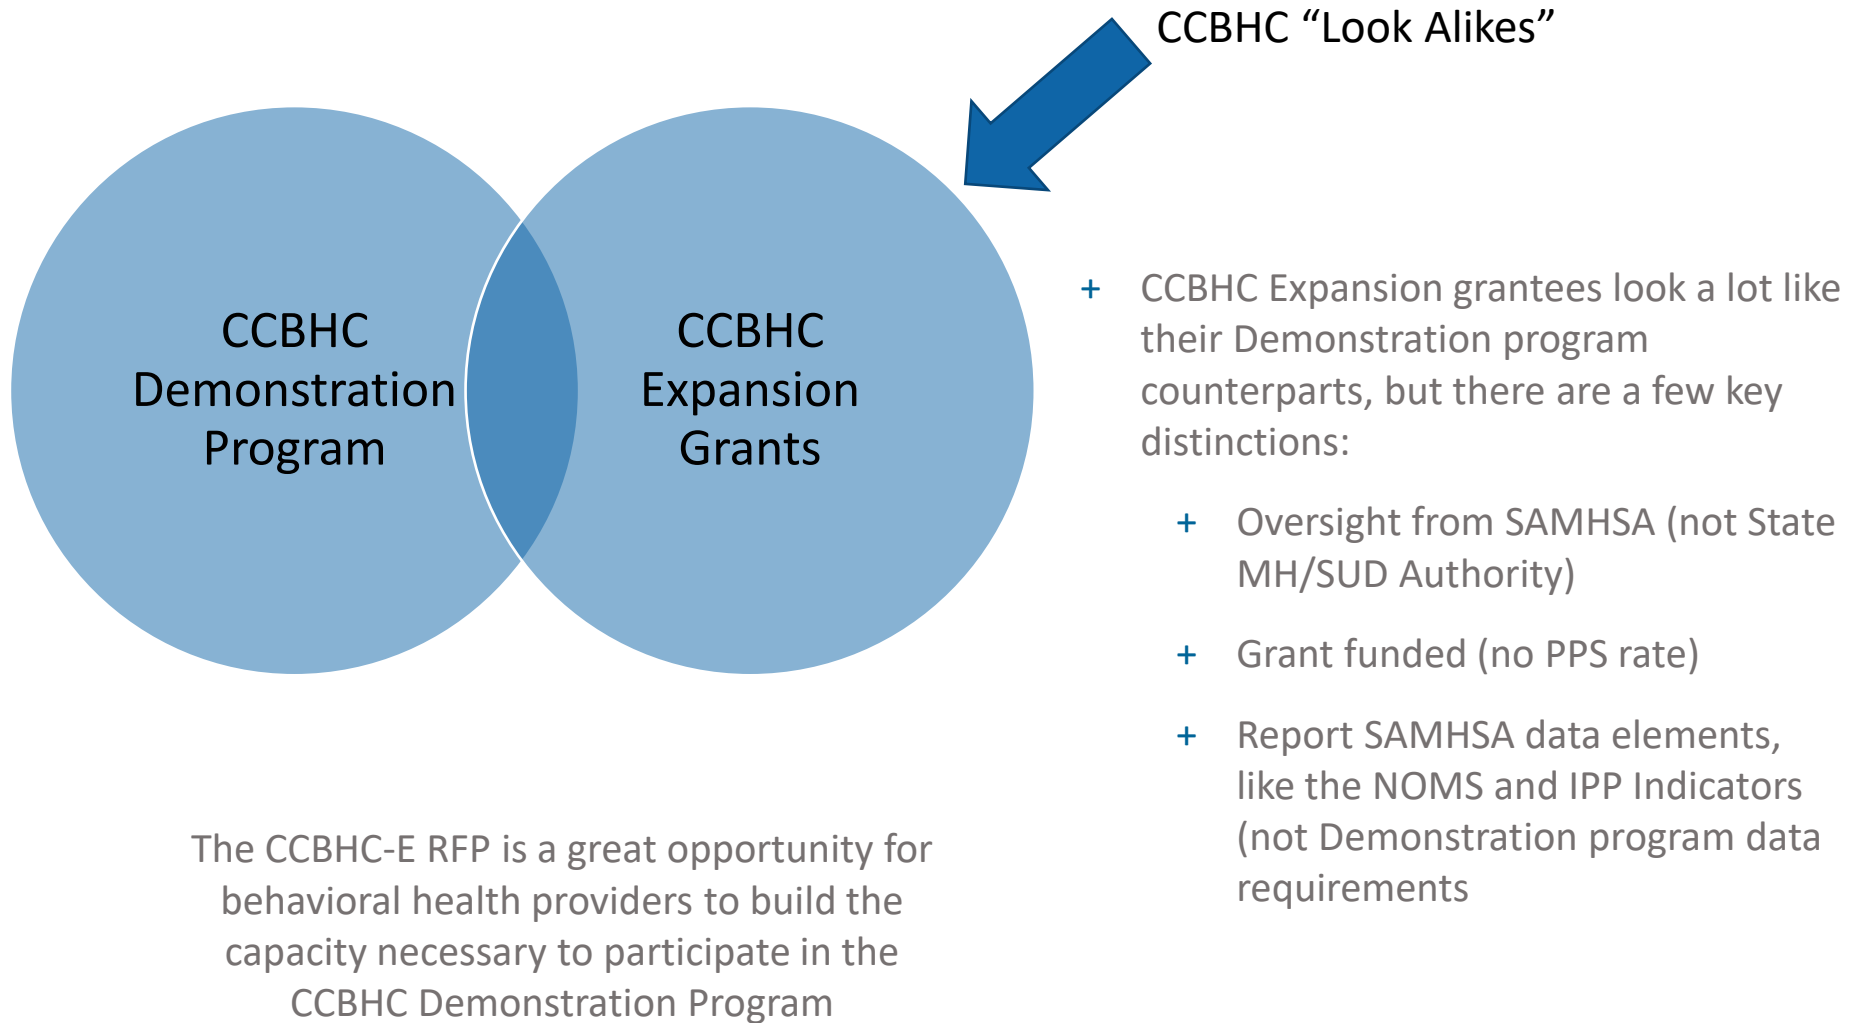 CCBHC “Look Alikes”
CCBHC
Demonstration
Program
CCBHC
Expansion
Grants
+ CCBHC Expansion grantees look a lot like
their Demonstration program
counterparts, but there are a few key
distinctions:
+ Oversight from SAMHSA (not State
MH/SUD Authority)
+ Grant funded (no PPS rate)
+ Report SAMHSA data elements,
like the NOMS and IPP Indicators
(not Demonstration program data
requirements
The CCBHC-E RFP is a great opportunity for
behavioral health providers to build the
capacity necessary to participate in the
CCBHC Demonstration Program